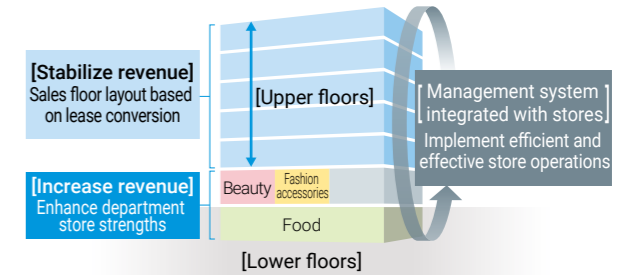 [Stabilize revenue]
Sales floor layout based
on lease conversion
[Upper floors]
[Management system
integrated with stores]
Implement efficient and
effective store operations
[Increase revenue]
Enhance department
store strengths
Beauty
Fashion
accessories
Food
[Lower floors]